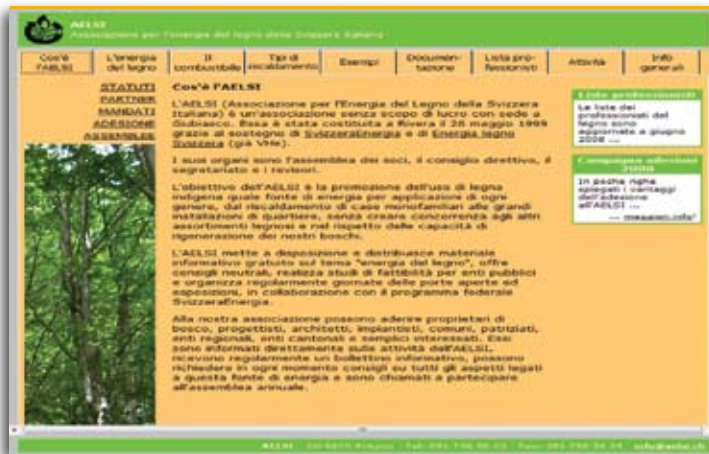 AELSI
Associazione per l'energia del legno della Svizzera italiana
Cos'è l'AELSI
L'energia del legno
Il combustibile
Tipi di riscaldamento
Esempi
Documen-tazione
Lista pro-fessionisti
Attività
Info generali
STATUTI
PARTNER
MANDATI
ADESIONE
ASSEMBLEE
Cos'è l'AELSI
L'AELSI (Associazione per l'Energia del Legno della Svizzera
Italiana) è un'associazione senza scopo di lucro con sede a
Essa è stata costituita a Rivera il 28 maggio 1999
grazie al sostegno di SvizzeraEnergia e di Energia legno
Svizzera (già VHe).
I suoi organi sono l'assemblea dei soci, il consiglio direttivo, il
segretariato e i revisori.
L'obiettivo dell'AELSI è la promozione dell'uso di legna
indigena quale fonte di energia per applicazioni di ogni
genere, dal riscaldamento di case monofamiliari alle grandi
installazioni di quartiere, senza creare concorrenza agli altri
assortimenti legnosi e nel rispetto delle capacità di
rigenerazione dei nostri boschi.
L'AELSI mette a disposizione e distribuisce materiale
informativo gratuito sul tema "energia del legno", offre
consigli neutrali, realizza studi di fattibilità per enti pubblici
e organizza regolarmente giornate delle porte aperte ed
esposizioni, in collaborazione con il programma federale
SvizzeraEnergia.
Alla nostra associazione possono aderire proprietari di
bosco, progettisti, architetti, impiantisti, comuni, patriziati,
enti regionali, enti cantonali e semplici interessati. Essi
sono informati direttamente sulle attività dell'AELSI,
ricevono regolarmente un bollettino informativo, possono
richiedere in ogni momento consigli su tutti gli aspetti legati
a questa fonte di energia e sono chiamati a partecipare
all'assemblea annuale.
Liste professionisti
Le liste dei
professionisti del
legno sono
aggiornate a giugno
2008 ...
Campagna adesioni
2008
In poche righe
spiegati i vantaggi
dell'adesione
all'AELSI ...
... maggiori info'
AELSI
info@aelsi.ch